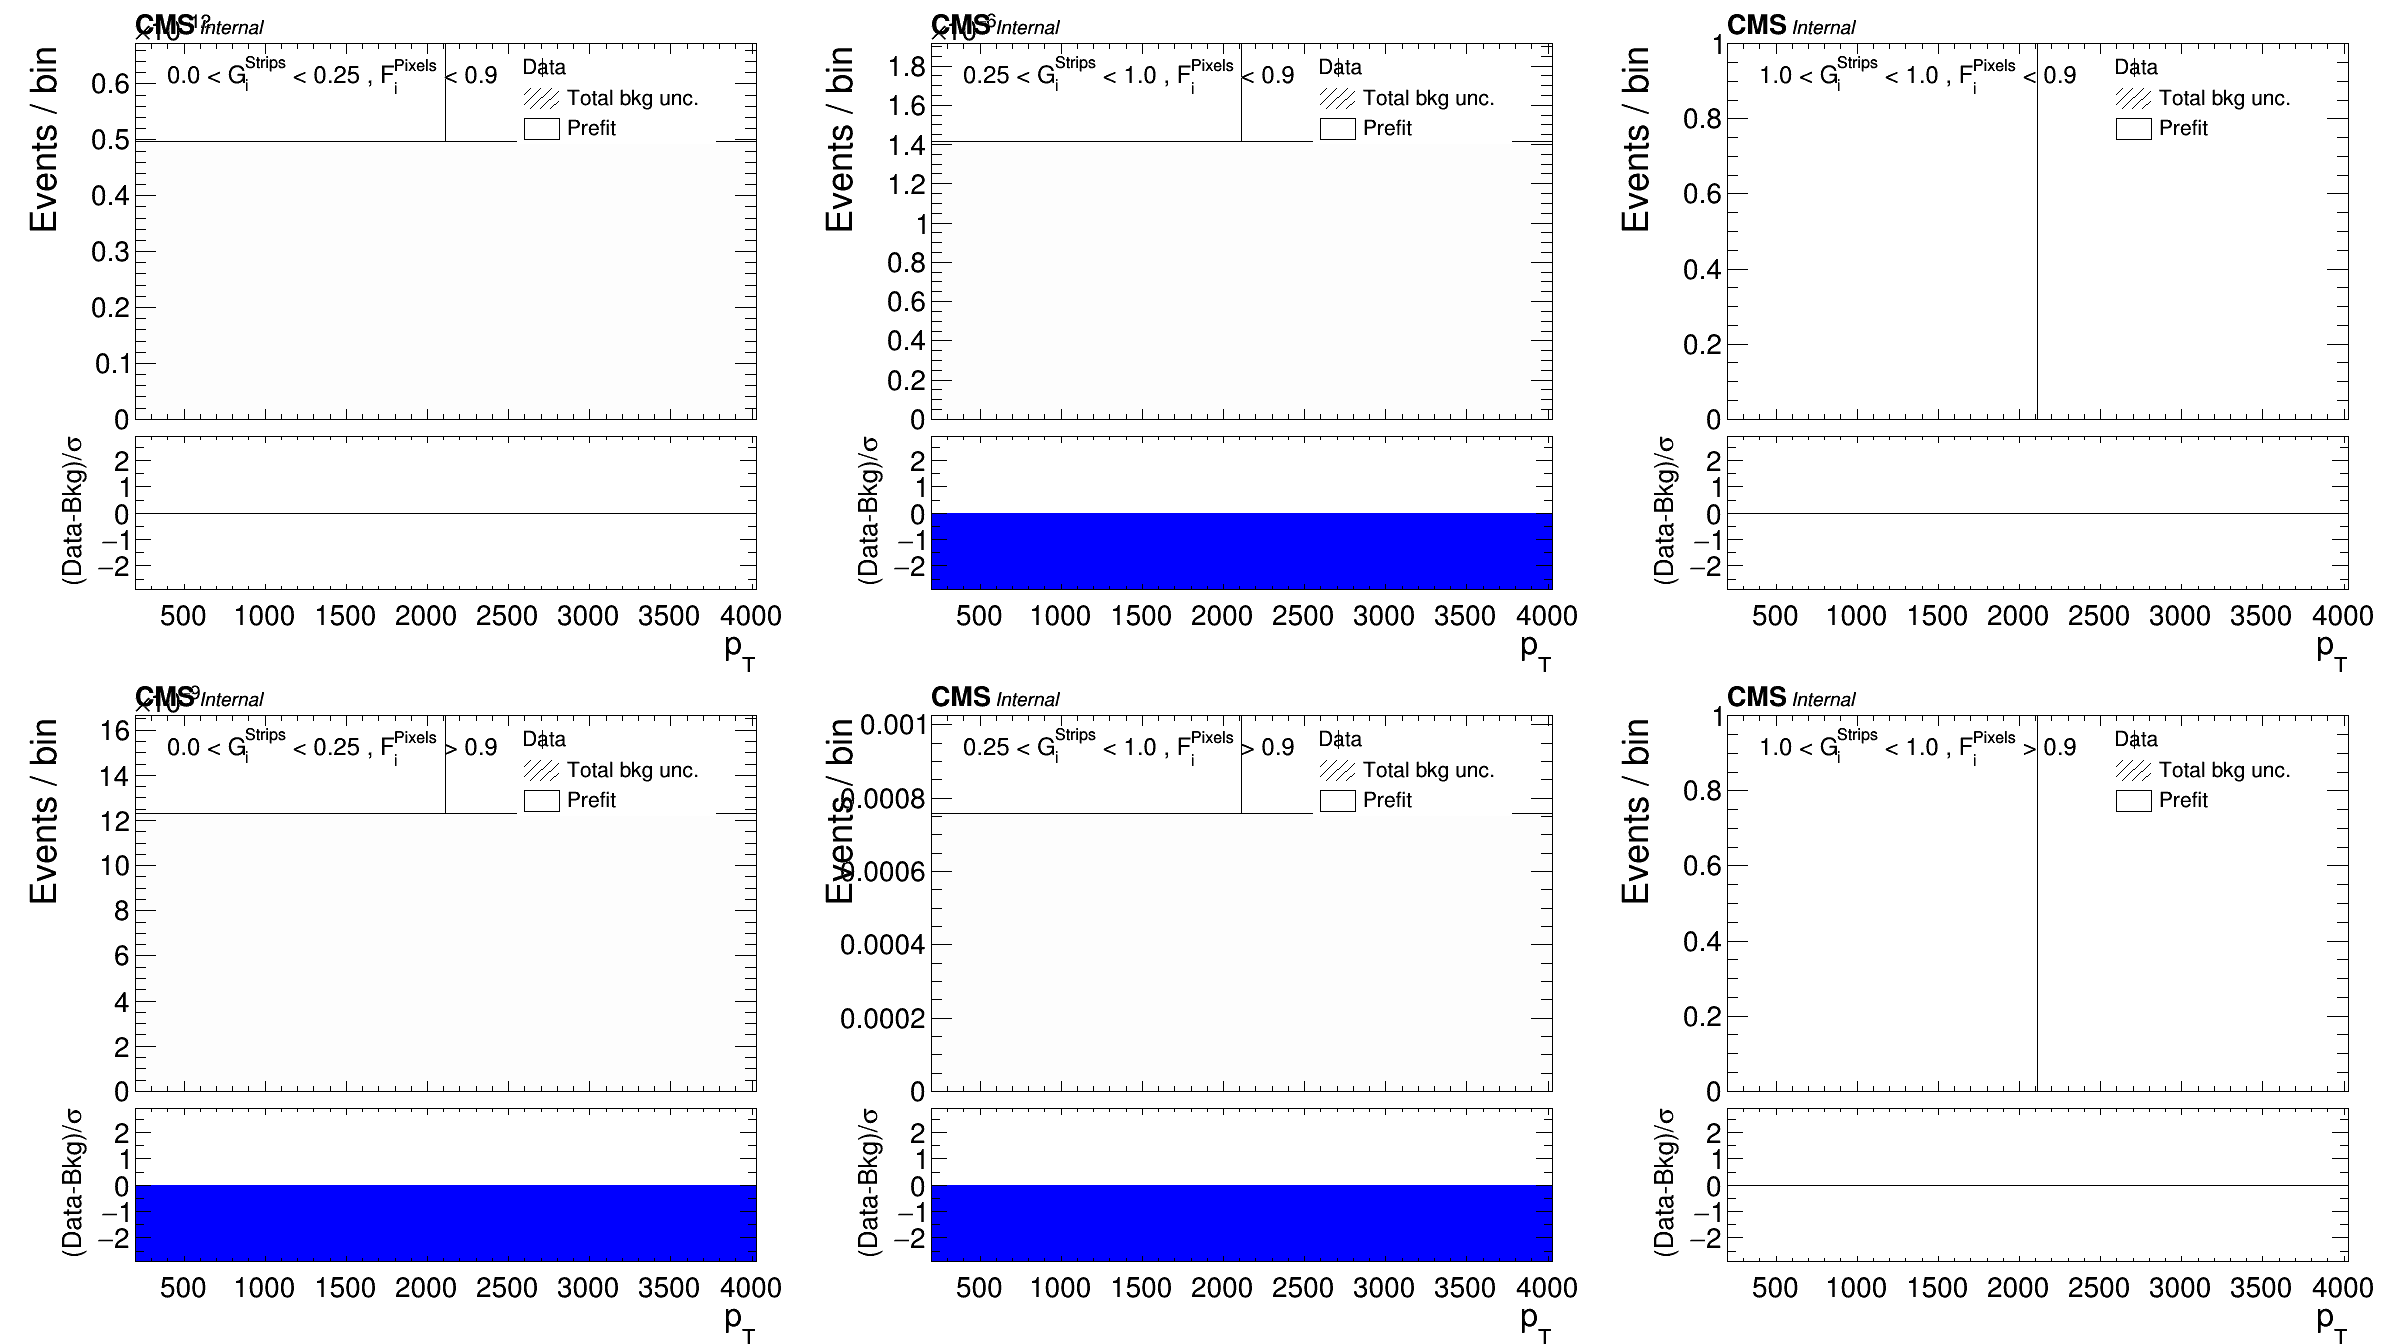 CMS Internal
0.0 < G_i^Strips < 0.25 , F_i^Pixels < 0.9
Data
Total bkg unc.
Prefit
Events / bin
0.6
0.5
0.4
0.3
0.2
0.1
0
(Data-Bkg)/σ
2
1
0
−1
−2
500 1000 1500 2000 2500 3000 3500 4000
p_T
CMS Internal
0.25 < G_i^Strips < 1.0 , F_i^Pixels < 0.9
Data
Total bkg unc.
Prefit
Events / bin
1.8
1.6
1.4
1.2
1
0.8
0.6
0.4
0.2
0
(Data-Bkg)/σ
2
1
0
−1
−2
500 1000 1500 2000 2500 3000 3500 4000
p_T
CMS Internal
1.0 < G_i^Strips < 1.0 , F_i^Pixels < 0.9
Data
Total bkg unc.
Prefit
Events / bin
1
0.8
0.6
0.4
0.2
0
(Data-Bkg)/σ
2
1
0
−1
−2
500 1000 1500 2000 2500 3000 3500 4000
p_T
CMS Internal
0.0 < G_i^Strips < 0.25 , F_i^Pixels > 0.9
Data
Total bkg unc.
Prefit
Events / bin
16
14
12
10
8
6
4
2
0
(Data-Bkg)/σ
2
1
0
−1
−2
500 1000 1500 2000 2500 3000 3500 4000
p_T
CMS Internal
0.25 < G_i^Strips < 1.0 , F_i^Pixels > 0.9
Data
Total bkg unc.
Prefit
Events / bin
0.001
0.0008
0.0006
0.0004
0.0002
0
(Data-Bkg)/σ
2
1
0
−1
−2
500 1000 1500 2000 2500 3000 3500 4000
p_T
CMS Internal
1.0 < G_i^Strips < 1.0 , F_i^Pixels > 0.9
Data
Total bkg unc.
Prefit
Events / bin
1
0.8
0.6
0.4
0.2
0
(Data-Bkg)/σ
2
1
0
−1
−2
500 1000 1500 2000 2500 3000 3500 4000
p_T